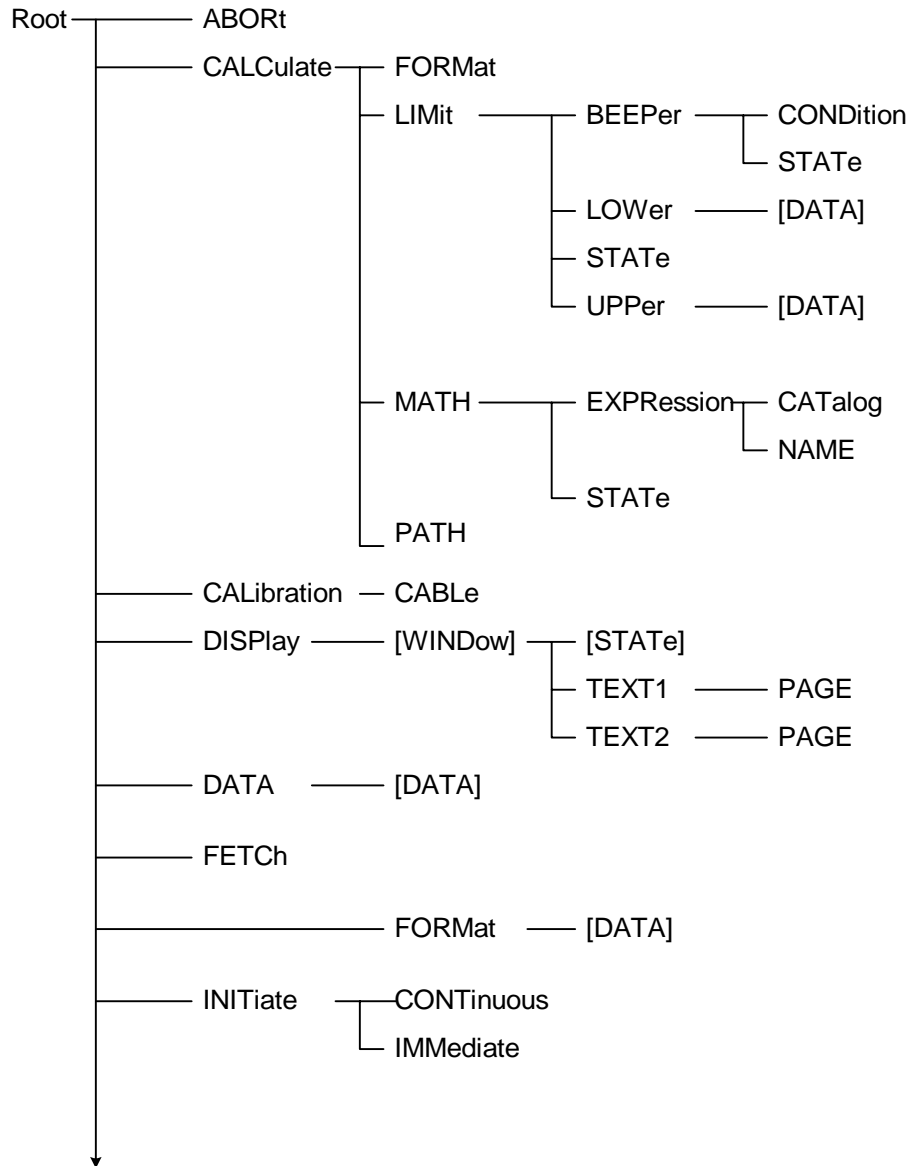 Root ABORt
CALCulate FORMat
LIMit BEEPer CONDition
STATe
LOWer [DATA]
STATe
UPPer [DATA]
MATH EXPRession CATalog
NAME
STATe
PATH
CALibration CABLe
DISPlay [WINDow] [STATe]
TEXT1 PAGE
TEXT2 PAGE
DATA [DATA]
FETCh
FORMat [DATA]
INITiate CONTinuous
IMMediate